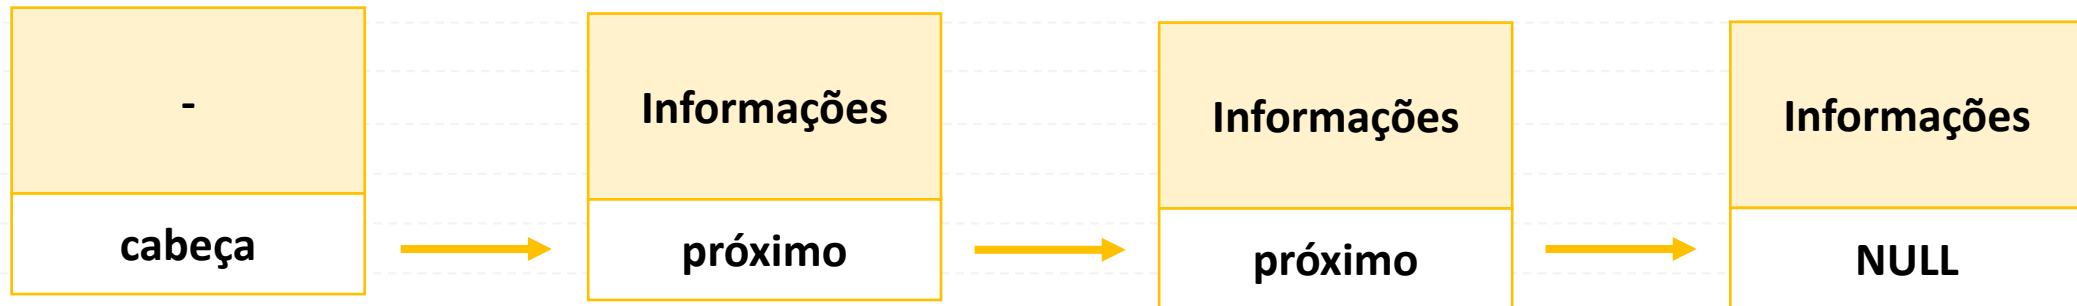 -
Informações
Informações
Informações
cabeça
próximo
próximo
NULL